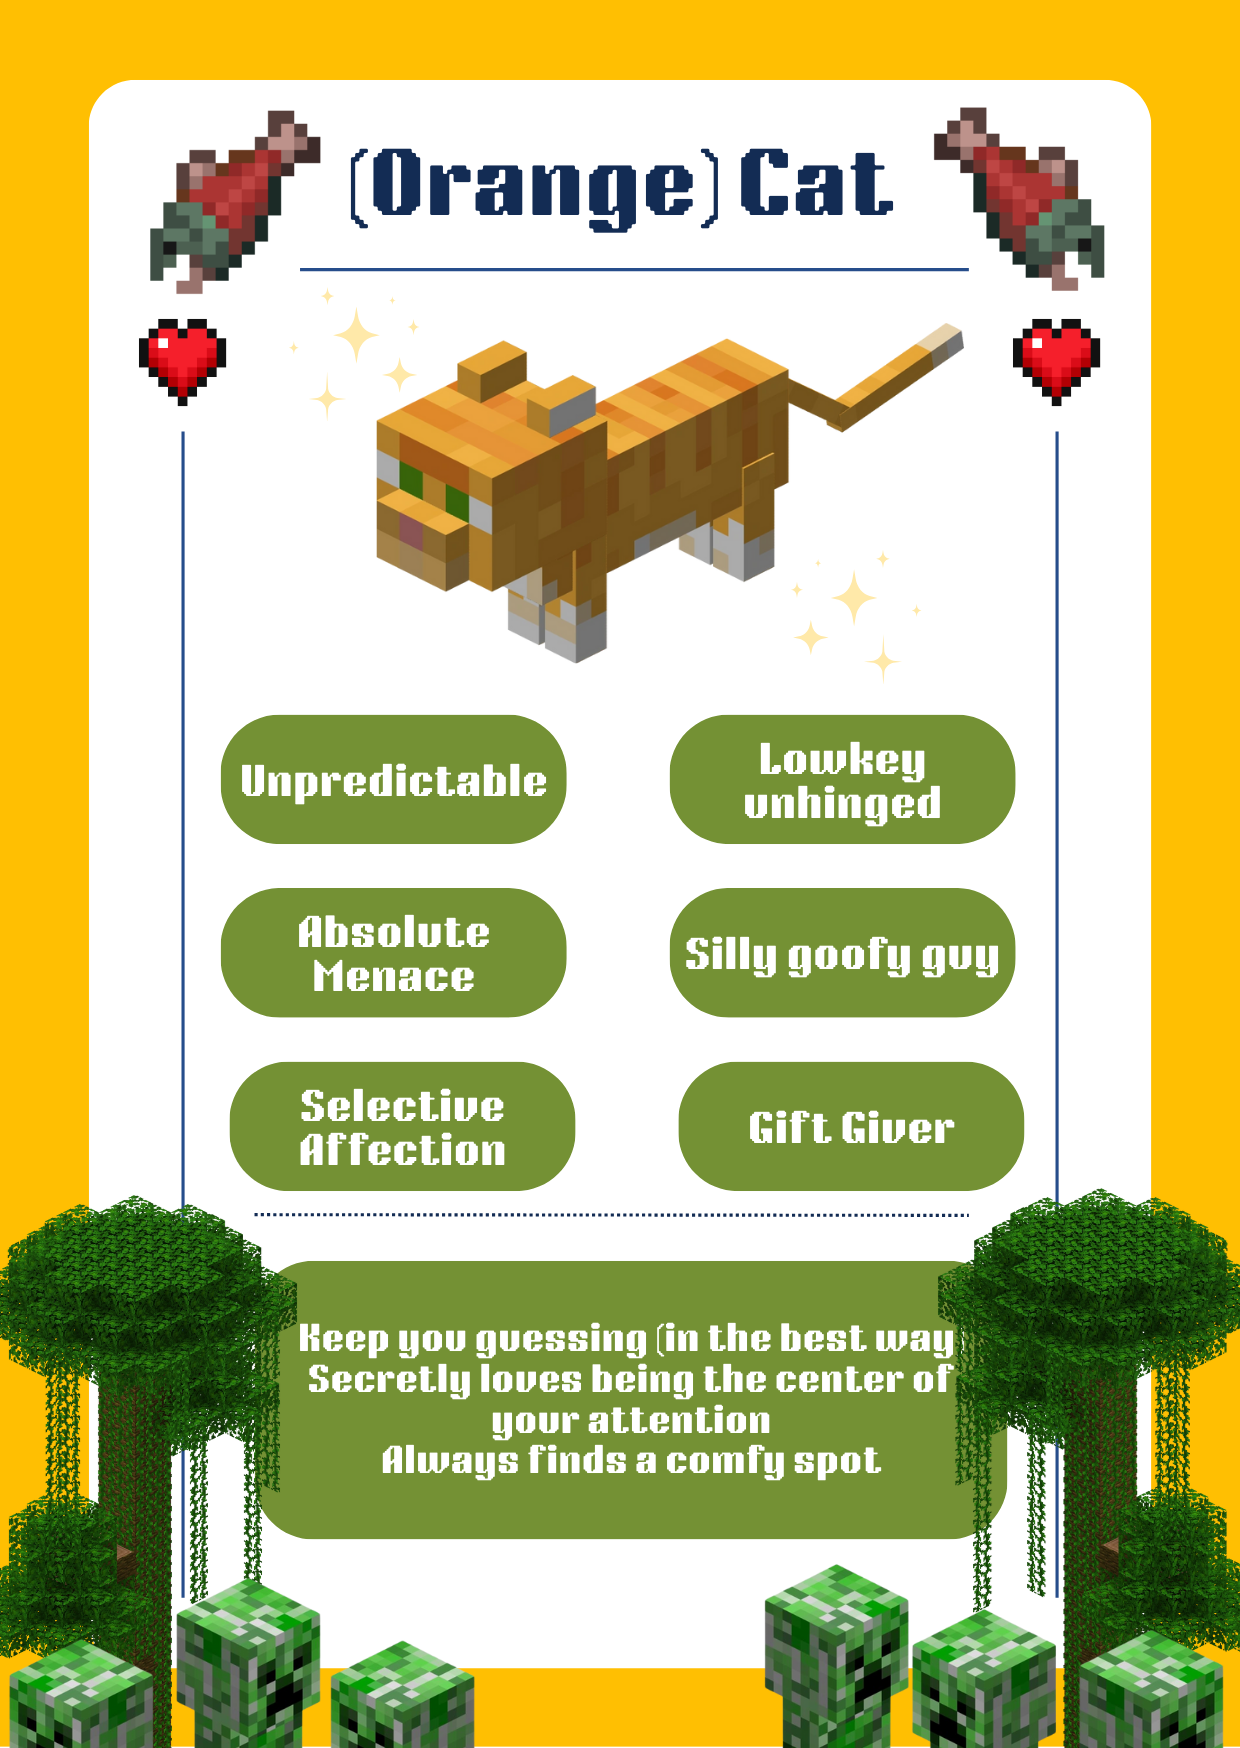 (Orange) Cat
Unpredictable
Lowkey
unhinged
Absolute
Menace
Silly goofy guy
Selective
Affection
Gift Giver
Keep you guessing (in the best way
Secretly loves being the center of
your attention
Always finds a comfy spot